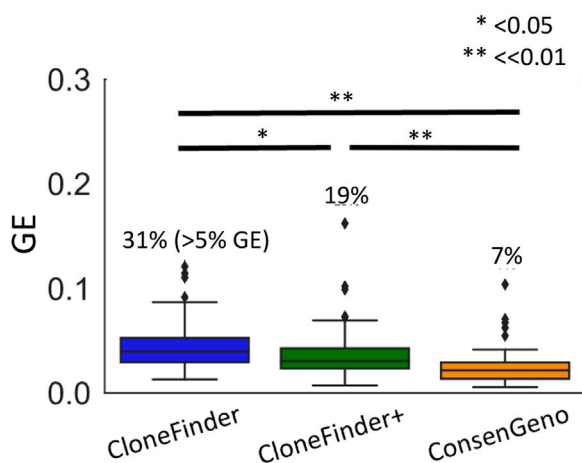 * <0.05
** <<0.01
0.3
**
*
**
0.2
19%
31% (>5% GE)
7%
GE
0.1
0.0
CloneFinder
CloneFinder+
ConsenGeno